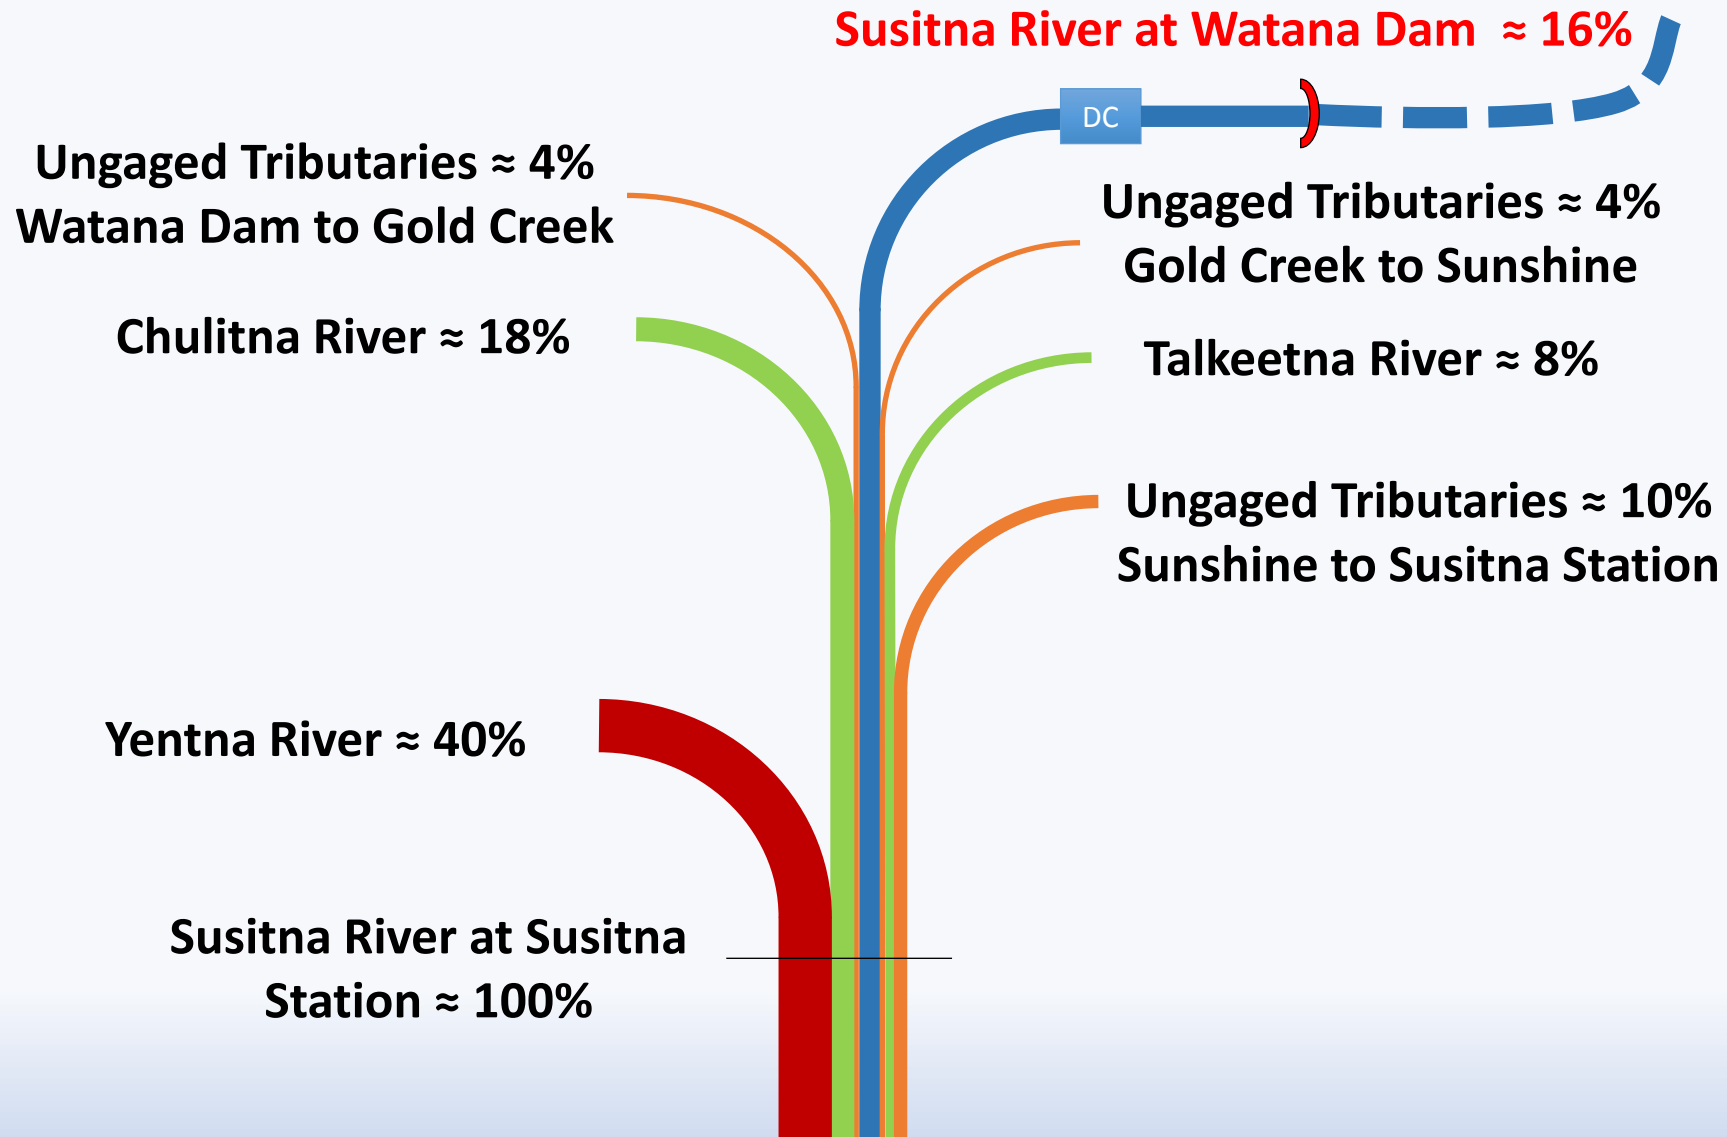 Susitna River at Watana Dam ≈ 16%
DC
Ungaged Tributaries ≈ 4%
Watana Dam to Gold Creek
Ungaged Tributaries ≈ 4%
Gold Creek to Sunshine
Chulitna River ≈ 18%
Talkeetna River ≈ 8%
Ungaged Tributaries ≈ 10%
Sunshine to Susitna Station
Yentna River ≈ 40%
Susitna River at Susitna
Station ≈ 100%